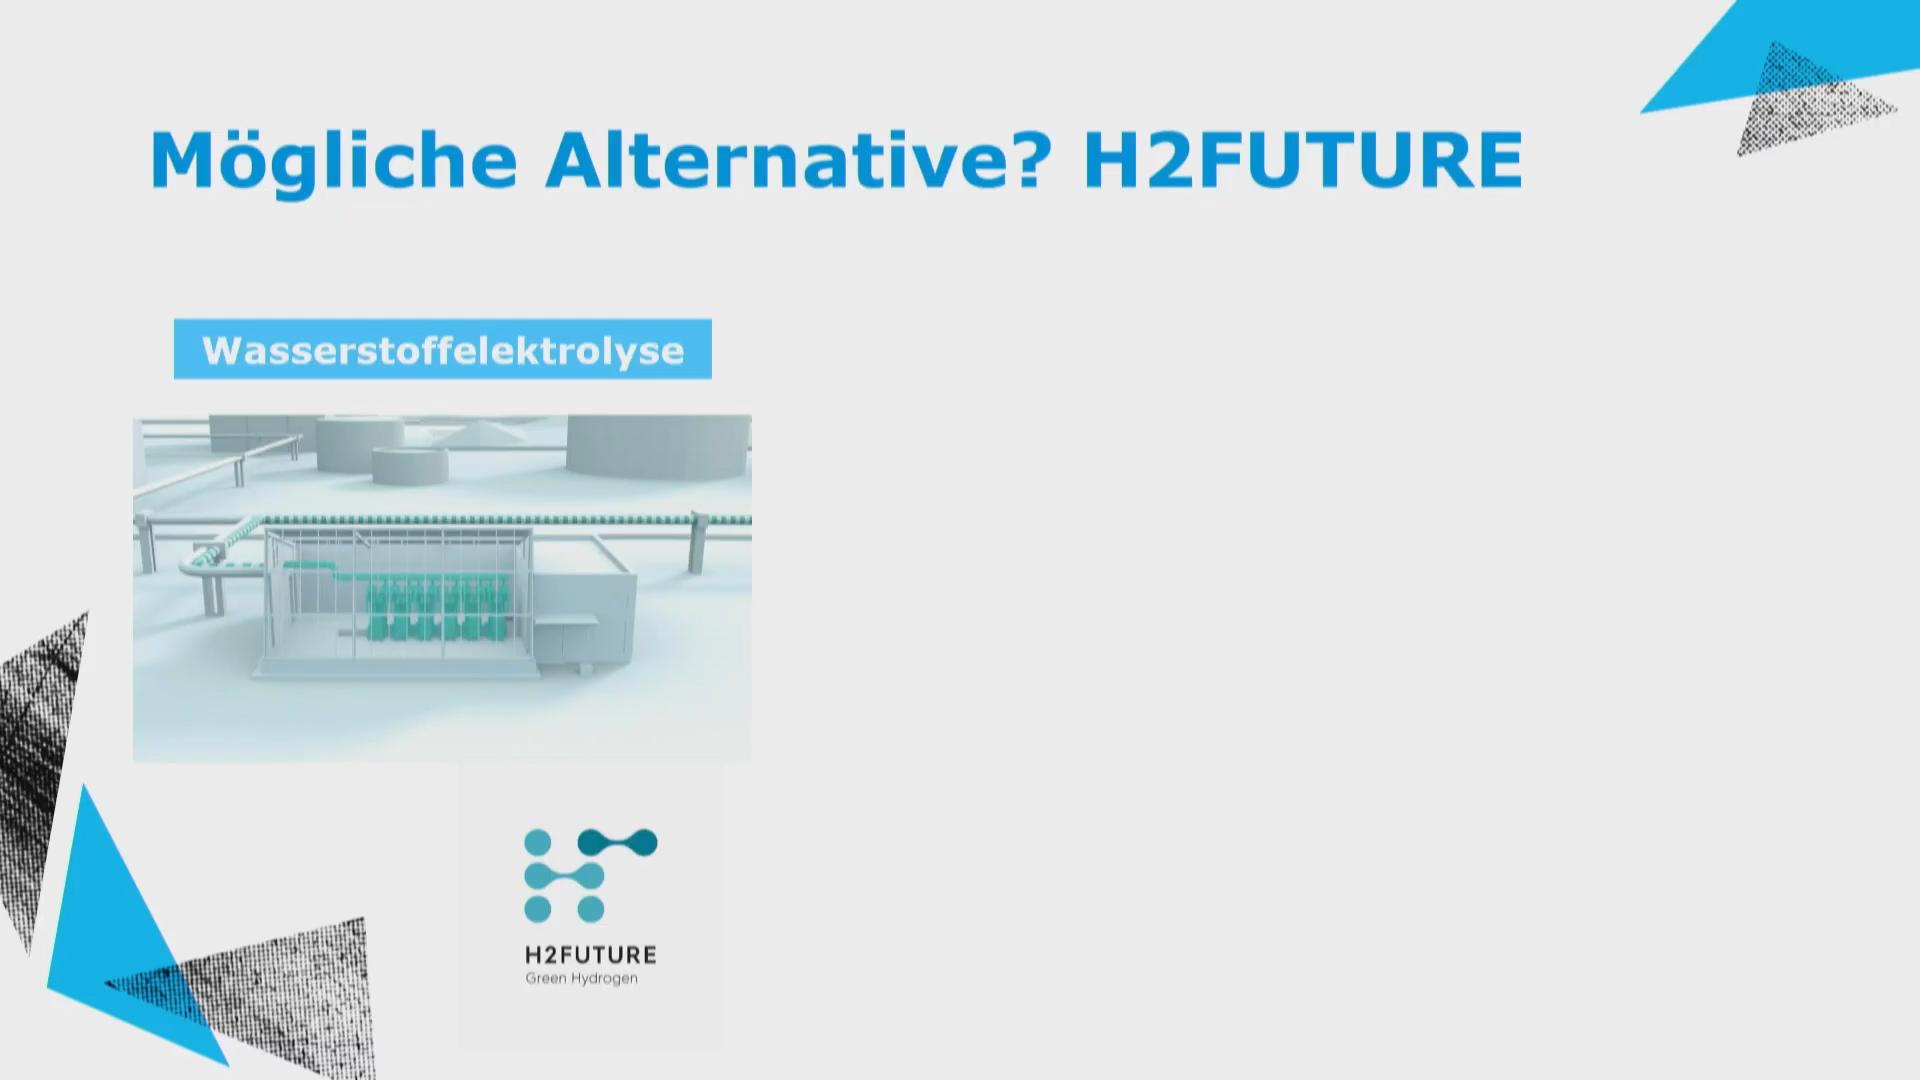 Mögliche Alternative? H2FUTURE
Wasserstoffelektrolyse
H2FUTURE
Green Hydrogen